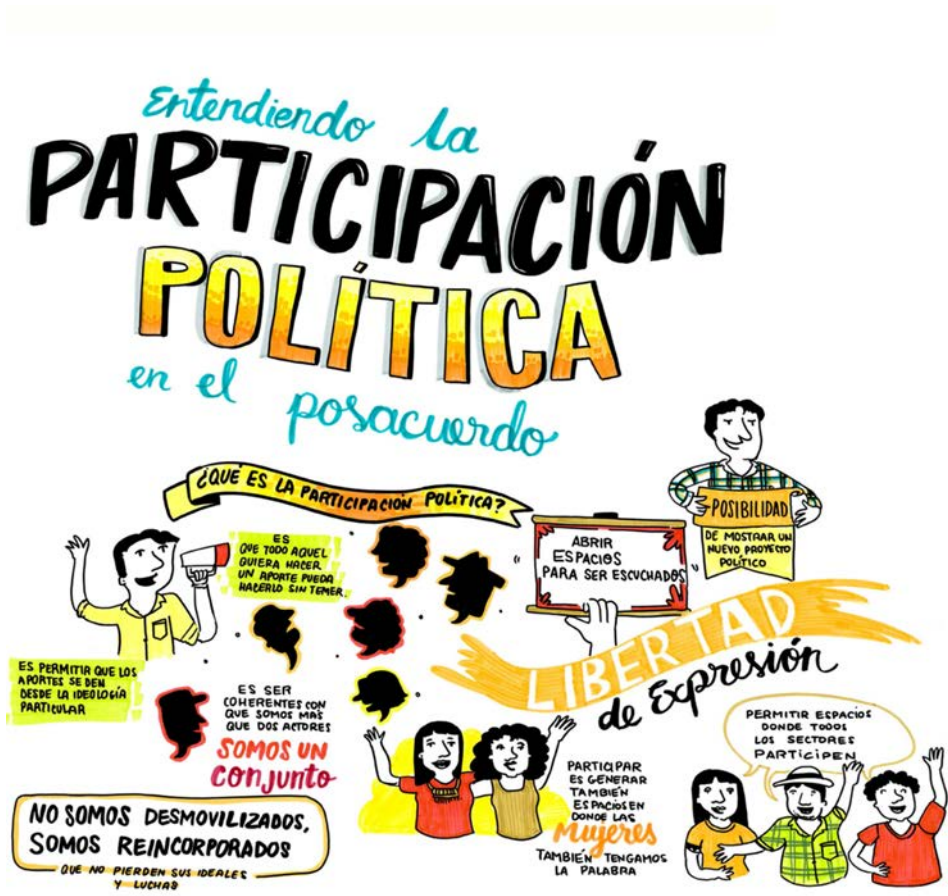 Entendiendo la
PARTICIPACIÓN
POLÍTICA
en el posacuerdo
¿QUÉ ES LA PARTICIPACIÓN POLÍTICA?
ES
QUE TODO AQUEL
QUIERA HACER
UN APORTE PUEDA
HACERLO SIN TEMER.
ES PERMITIR QUE LOS
APORTES SE DEN
DESDE LA IDEOLOGÍA
PARTICULAR
ES SER
COHERENTES CON
QUE SOMOS MÁS
QUE DOS ACTORES
SOMOS UN
conjunto
NO SOMOS DESMOVILIZADOS,
SOMOS REINCORPORADOS
QUE NO PIERDEN SUS IDEALES
Y LUCHAS
ABRIR
ESPACIOS
PARA SER ESCUCHADOS
POSIBILIDAD
DE MOSTRAR UN
NUEVO PROYECTO
POLÍTICO
LIBERTAD
de Expresión
PARTICIPAR
ES GENERAR
TAMBIÉN
ESPACIOS EN
DONDE LAS
Mujeres
TAMBIÉN TENGAMOS
LA PALABRA
PERMITIR ESPACIOS
DONDE TODOS
LOS SECTORES
PARTICIPEN